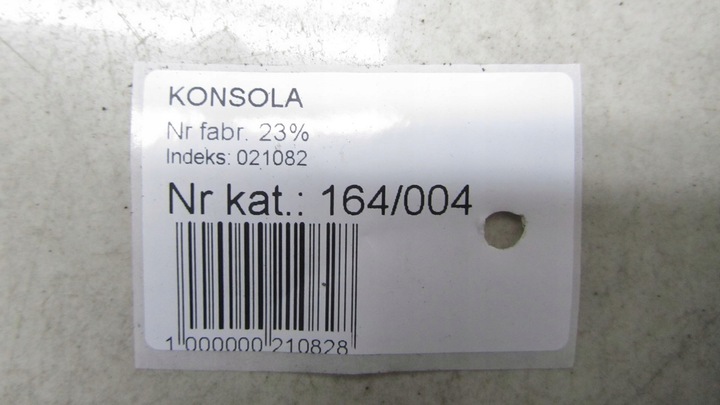 KONSOLA
Nr fabr. 23%
Indeks: 021082
Nr kat.: 164/004
1 000000 210828